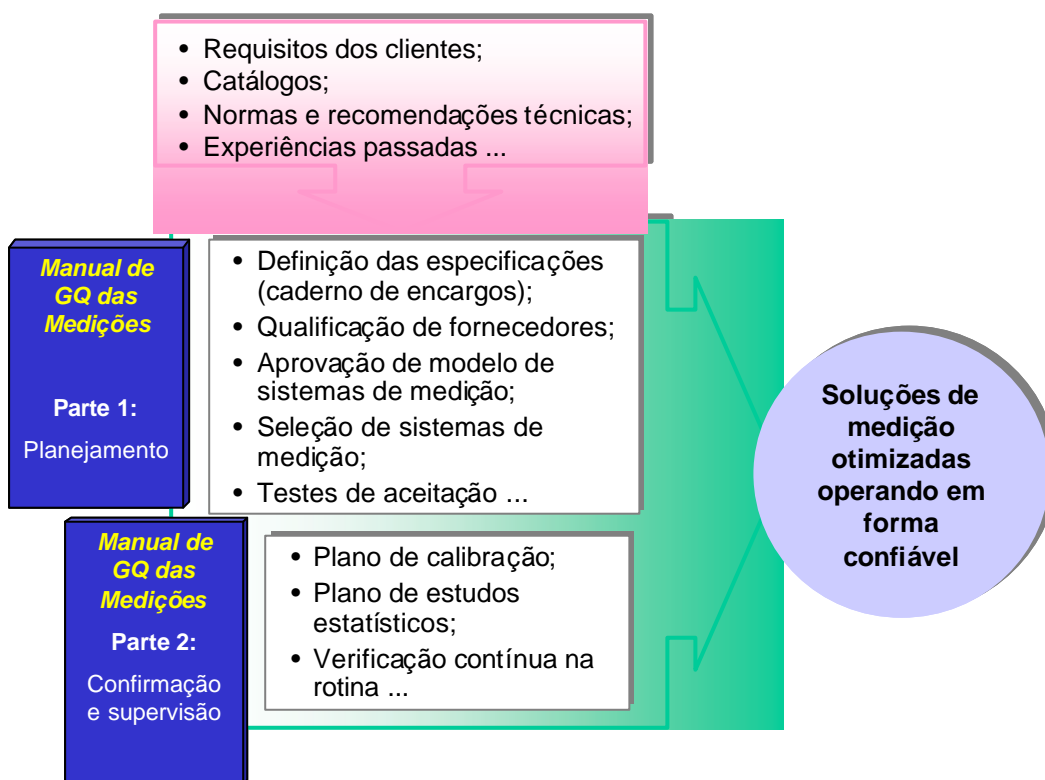 • Requisitos dos clientes;
• Catálogos;
• Normas e recomendações técnicas;
• Experiências passadas ...
Manual de
GQ das
Medições
Parte 1:
Planejamento
• Definição das especificações
(caderno de encargos);
• Qualificação de fornecedores;
• Aprovação de modelo de
sistemas de medição;
• Seleção de sistemas de
medição;
• Testes de aceitação ...
Manual de
GQ das
Medições
Parte 2:
Confirmação
e supervisão
• Plano de calibração;
• Plano de estudos
estatísticos;
• Verificação contínua na
rotina ...
Soluções de
medição
otimizadas
operando em
forma
confiável